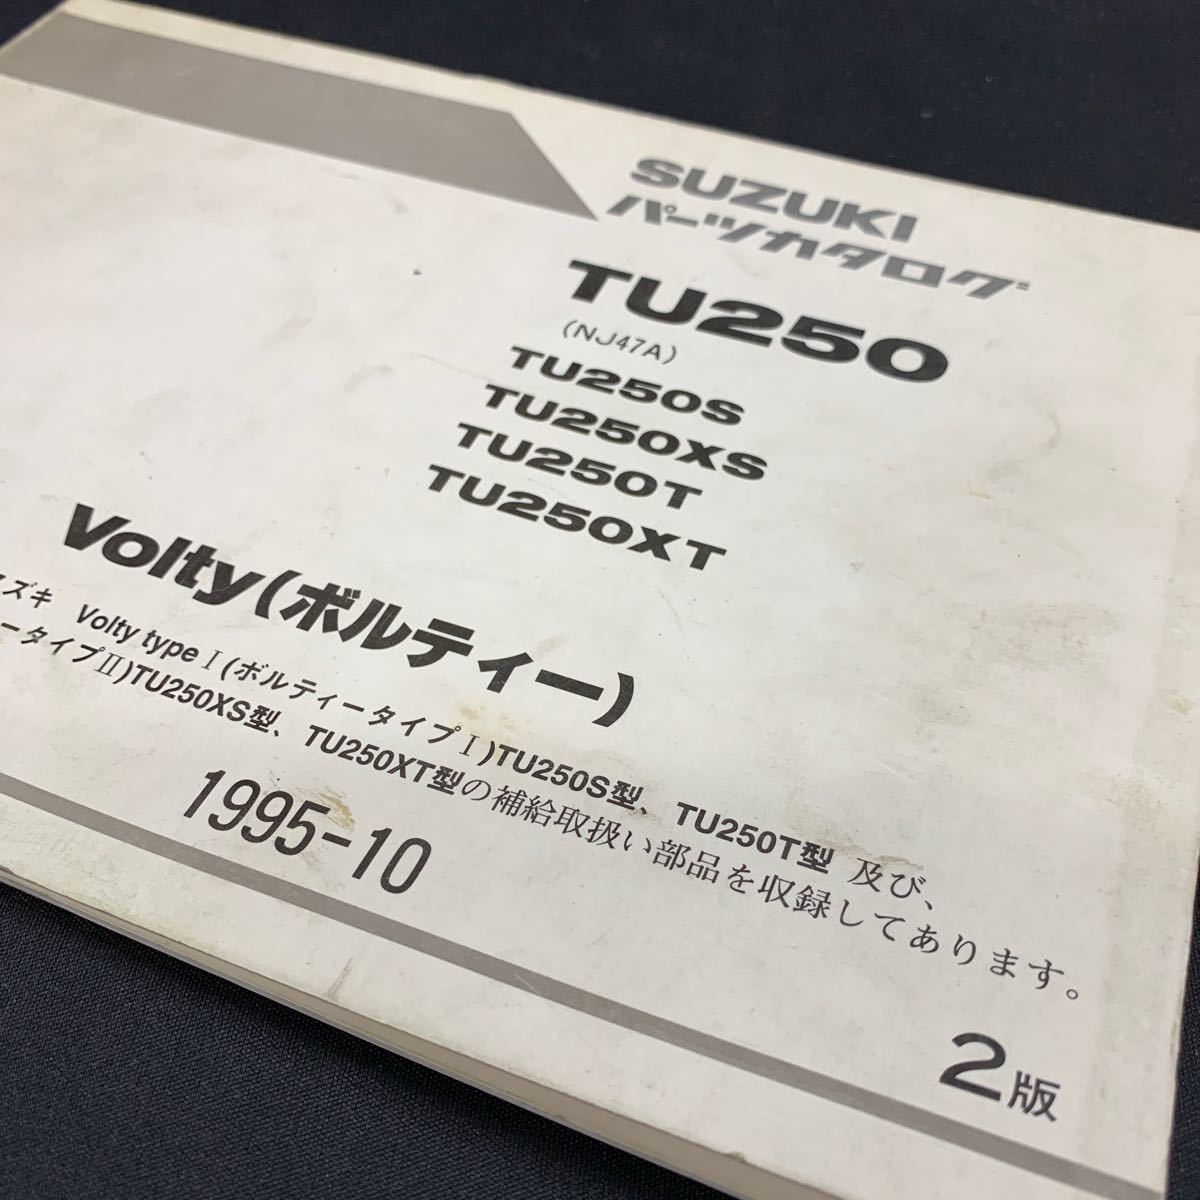 SUZUKI
パーツカタログ
TU250
(NJ47A)
TU250S
TU250XS
TU250T
TU250XT
Volty(ボルティー)
ズキ Volty type I (ボルティータイプ I )TU250S型、TU250T型 及び、
ータイプII)TU250XS型、TU250XT型の補給取扱い部品を収録してあります。
1995-10
2版